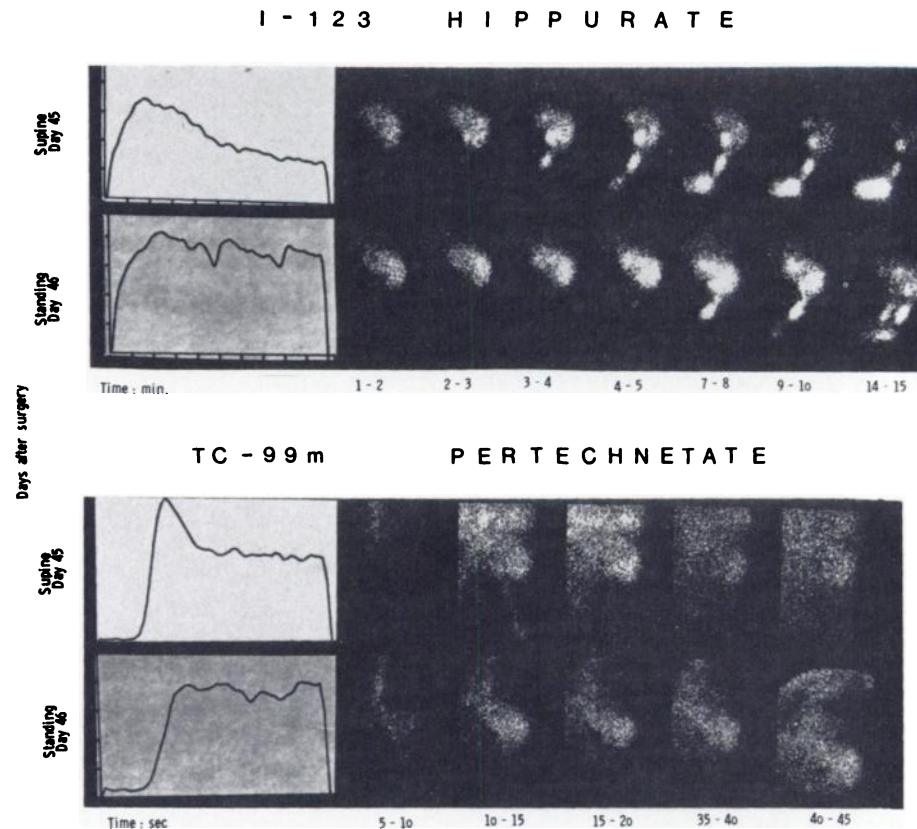 I-123 HIPPURATE
Supine
Day 45
Standing
Day 46
Time : min. 1 - 2 2 - 3 3 - 4 4 - 5 7 - 8 9 - 1o 14 - 15
Days after surgery
TC-99m PERTECHNETATE
Supine
Day 45
Standing
Day 46
Time : sec 5 - 1o 1o - 15 15 - 2o 35 - 4o 4o - 45